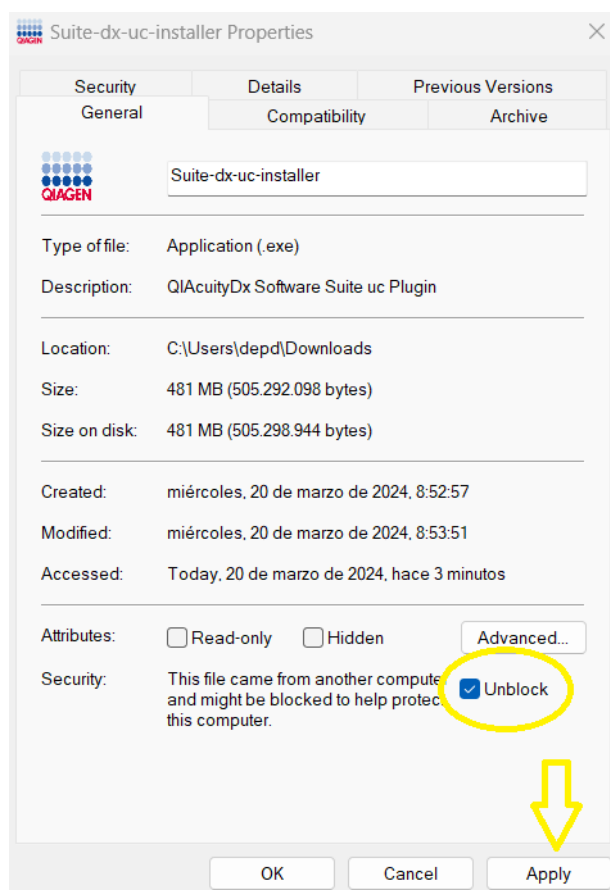 Suite-dx-uc-installer Properties
Security Details Previous Versions
General Compatibility Archive
QIAGEN
Suite-dx-uc-installer
Type of file: Application (.exe)
Description: QIAcuityDx Software Suite uc Plugin
Location: C:\Users\depd\Downloads
Size: 481 MB (505.292.098 bytes)
Size on disk: 481 MB (505.298.944 bytes)
Created: miércoles, 20 de marzo de 2024, 8:52:57
Modified: miércoles, 20 de marzo de 2024, 8:53:51
Accessed: Today, 20 de marzo de 2024, hace 3 minutos
Attributes: Read-only Hidden Advanced...
Security: This file came from another compute
and might be blocked to help protec
this computer.
Unblock
OK Cancel Apply